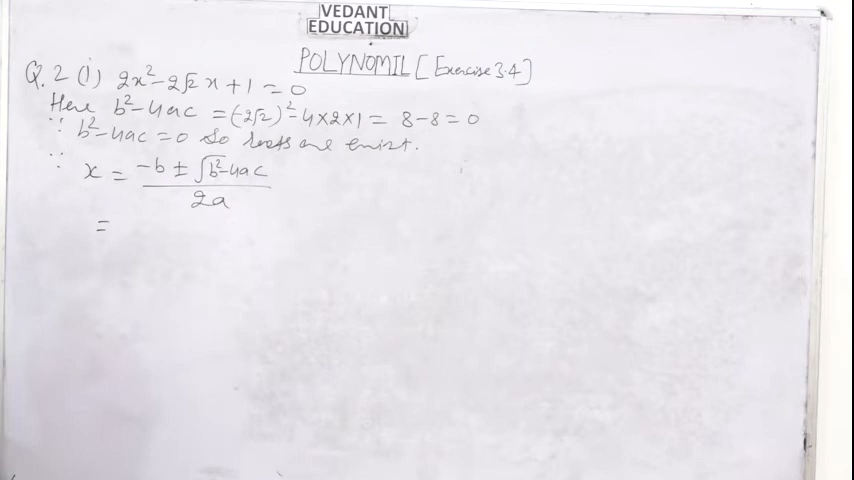 VEDANT
EDUCATION
POLYNOMIL [Exercise 3.4]
Q. 2 (i) 2x² - 2√2 x + 1 = 0
Here b² - 4ac = (-2√2)² - 4×2×1 = 8 - 8 = 0
∵ b² - 4ac = 0 So roots are exist.
∵ x = -b ± √b²-4ac / 2a
=